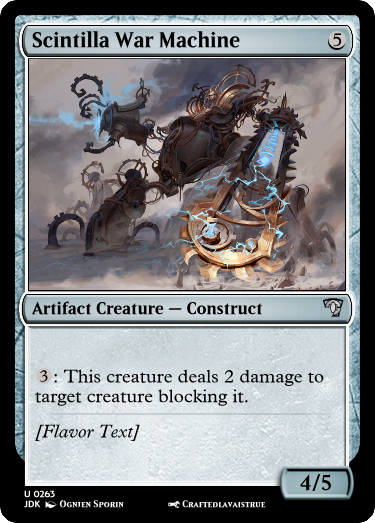 Scintilla War Machine 5
Artifact Creature — Construct
3: This creature deals 2 damage to
target creature blocking it.
[Flavor Text]
4/5
U 0263
JDK Ognien Sporin Craftedlavaistrue